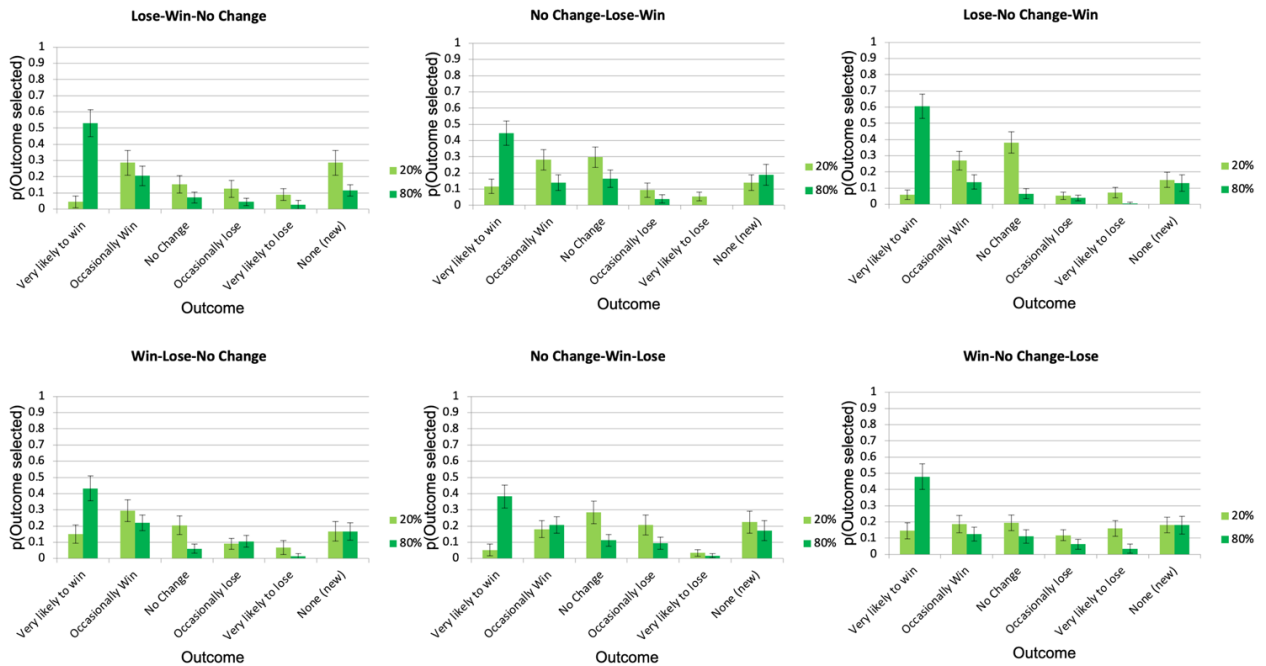 Lose-Win-No Change
p(Outcome selected)
1
0.9
0.8
0.7
0.6
0.5
0.4
0.3
0.2
0.1
0
Very likely to win
Occasionally Win
No Change
Occasionally lose
Very likely to lose
None (new)
Outcome
20%
80%
No Change-Lose-Win
p(Outcome selected)
1
0.9
0.8
0.7
0.6
0.5
0.4
0.3
0.2
0.1
0
Very likely to win
Occasionally Win
No Change
Occasionally lose
Very likely to lose
None (new)
Outcome
20%
80%
Lose-No Change-Win
p(Outcome selected)
1
0.9
0.8
0.7
0.6
0.5
0.4
0.3
0.2
0.1
0
Very likely to win
Occasionally Win
No Change
Occasionally lose
Very likely to lose
None (new)
Outcome
20%
80%
Win-Lose-No Change
p(Outcome selected)
1
0.9
0.8
0.7
0.6
0.5
0.4
0.3
0.2
0.1
0
Very likely to win
Occasionally Win
No Change
Occasionally lose
Very likely to lose
None (new)
Outcome
20%
80%
No Change-Win-Lose
p(Outcome selected)
1
0.9
0.8
0.7
0.6
0.5
0.4
0.3
0.2
0.1
0
Very likely to win
Occasionally Win
No Change
Occasionally lose
Very likely to lose
None (new)
Outcome
20%
80%
Win-No Change-Lose
p(Outcome selected)
1
0.9
0.8
0.7
0.6
0.5
0.4
0.3
0.2
0.1
0
Very likely to win
Occasionally Win
No Change
Occasionally lose
Very likely to lose
None (new)
Outcome
20%
80%